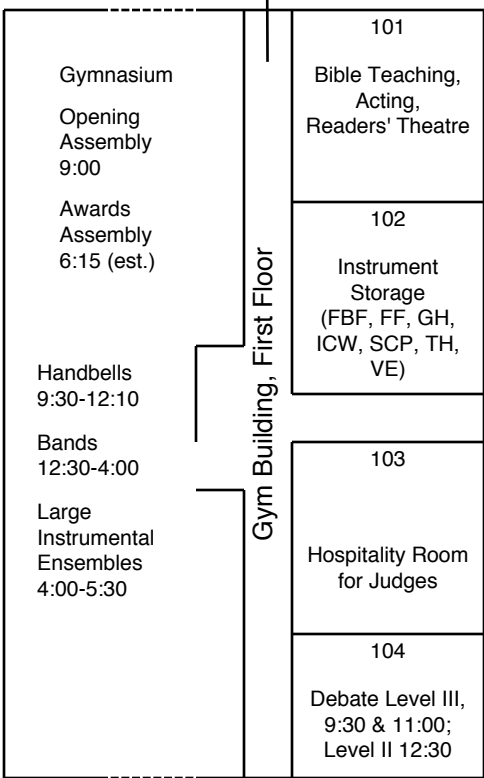 Gymnasium
Opening
Assembly
9:00
Awards
Assembly
6:15 (est.)
Handbells
9:30-12:10
Bands
12:30-4:00
Large
Instrumental
Ensembles
4:00-5:30
Gym Building, First Floor
101
Bible Teaching,
Acting,
Readers' Theatre
102
Instrument
Storage
(FBF, FF, GH,
ICW, SCP, TH,
VE)
103
Hospitality Room
for Judges
104
Debate Level III,
9:30 & 11:00;
Level II 12:30